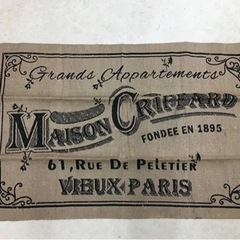 Grands Appartements
MAISON CRIFFARD
FONDEE EN 1895
61, RUE DE PELETIER
VIEUX PARIS